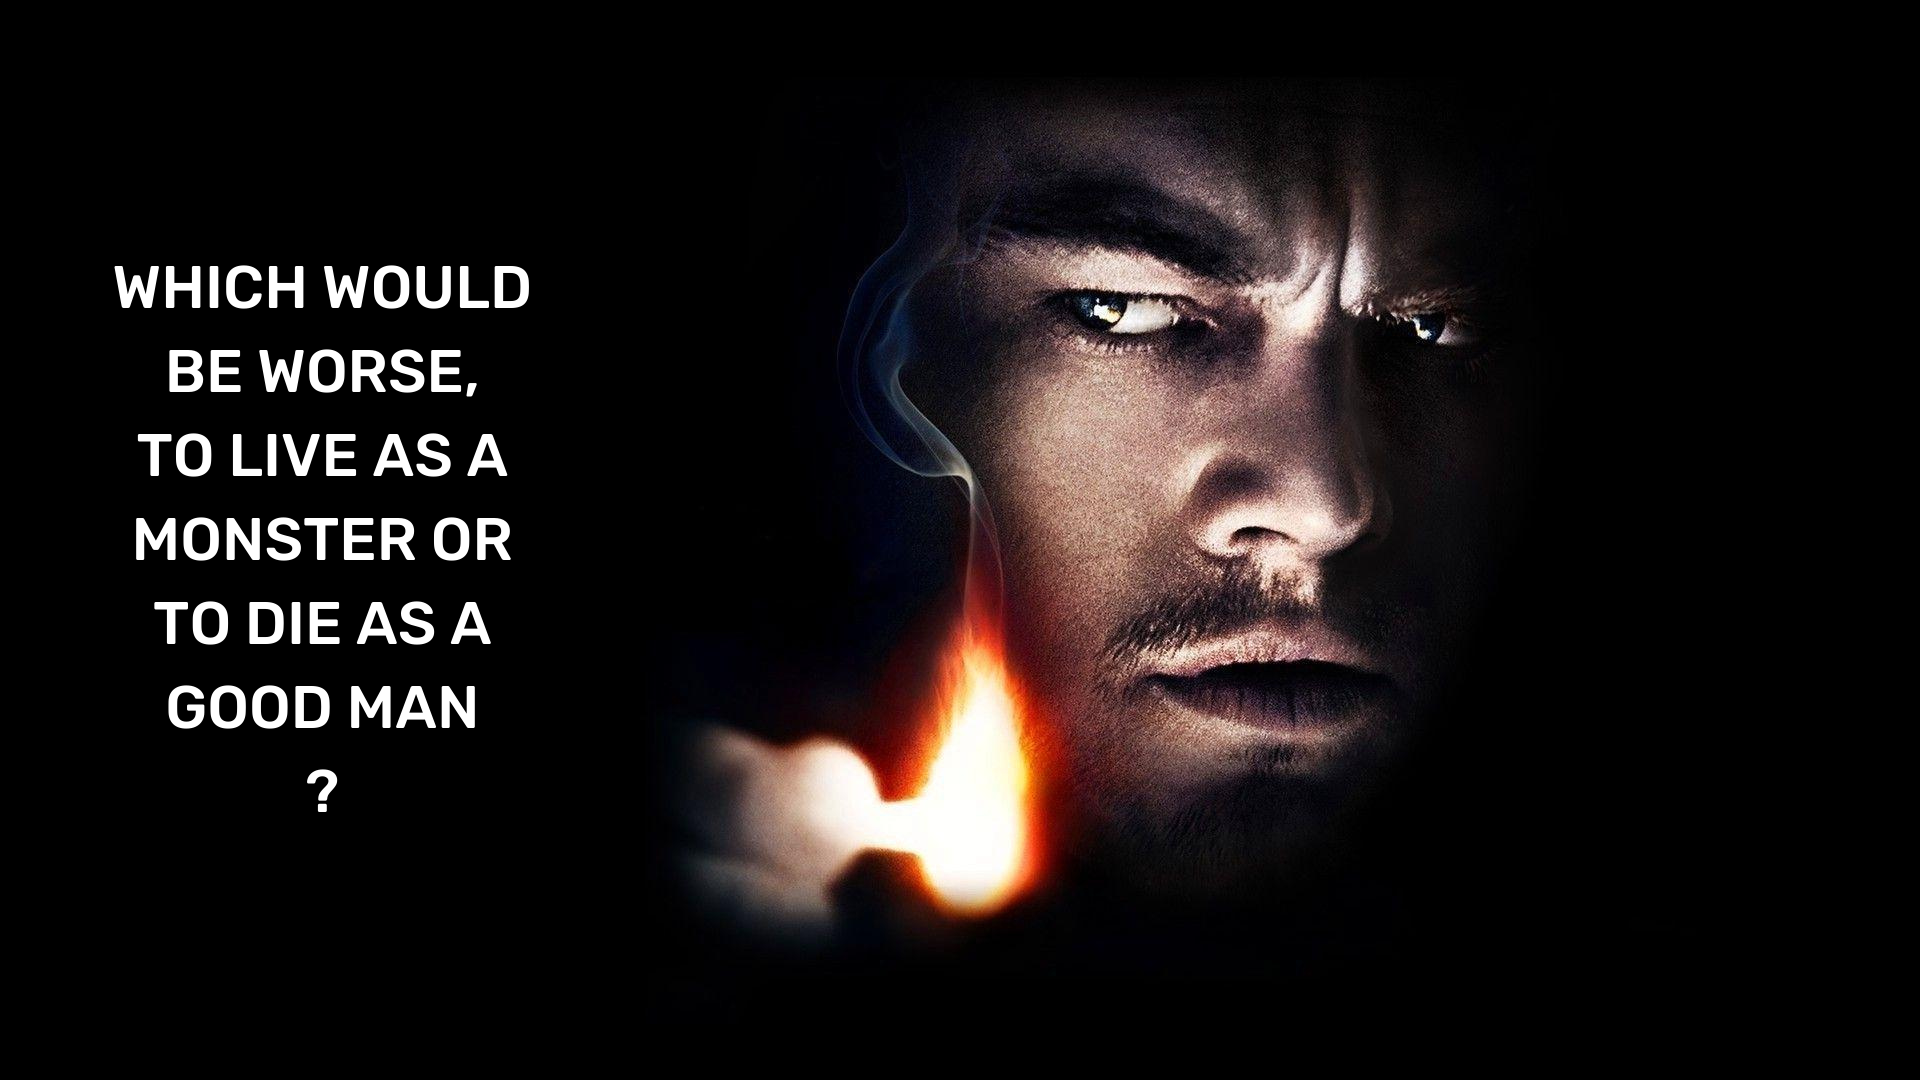 WHICH WOULD
BE WORSE,
TO LIVE AS A
MONSTER OR
TO DIE AS A
GOOD MAN
?